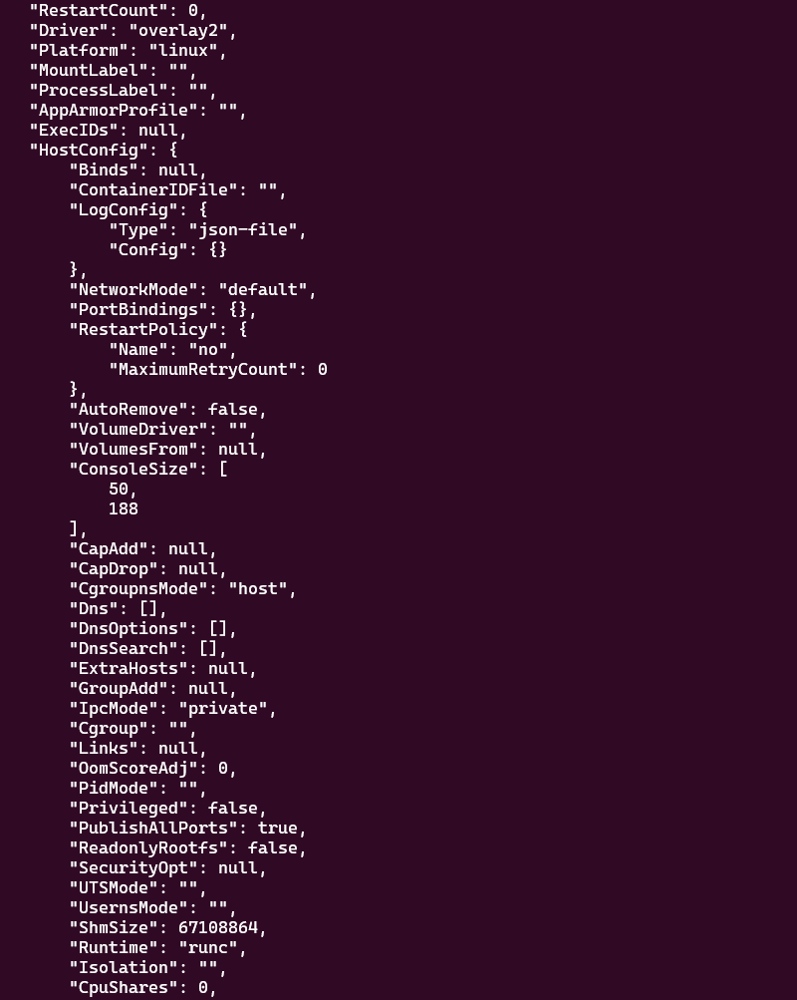 "RestartCount": 0,
"Driver": "overlay2",
"Platform": "linux",
"MountLabel": "",
"ProcessLabel": "",
"AppArmorProfile": "",
"ExecIDs": null,
"HostConfig": {
"Binds": null,
"ContainerIDFile": "",
"LogConfig": {
"Type": "json-file",
"Config": {}
},
"NetworkMode": "default",
"PortBindings": {},
"RestartPolicy": {
"Name": "no",
"MaximumRetryCount": 0
},
"AutoRemove": false,
"VolumeDriver": "",
"VolumesFrom": null,
"ConsoleSize": [
50,
188
],
"CapAdd": null,
"CapDrop": null,
"CgroupnsMode": "host",
"Dns": [],
"DnsOptions": [],
"DnsSearch": [],
"ExtraHosts": null,
"GroupAdd": null,
"IpcMode": "private",
"Cgroup": "",
"Links": null,
"OomScoreAdj": 0,
"PidMode": "",
"Privileged": false,
"PublishAllPorts": true,
"ReadonlyRootfs": false,
"SecurityOpt": null,
"UTSMode": "",
"UsernsMode": "",
"ShmSize": 67108864,
"Runtime": "runc",
"Isolation": "",
"CpuShares": 0,